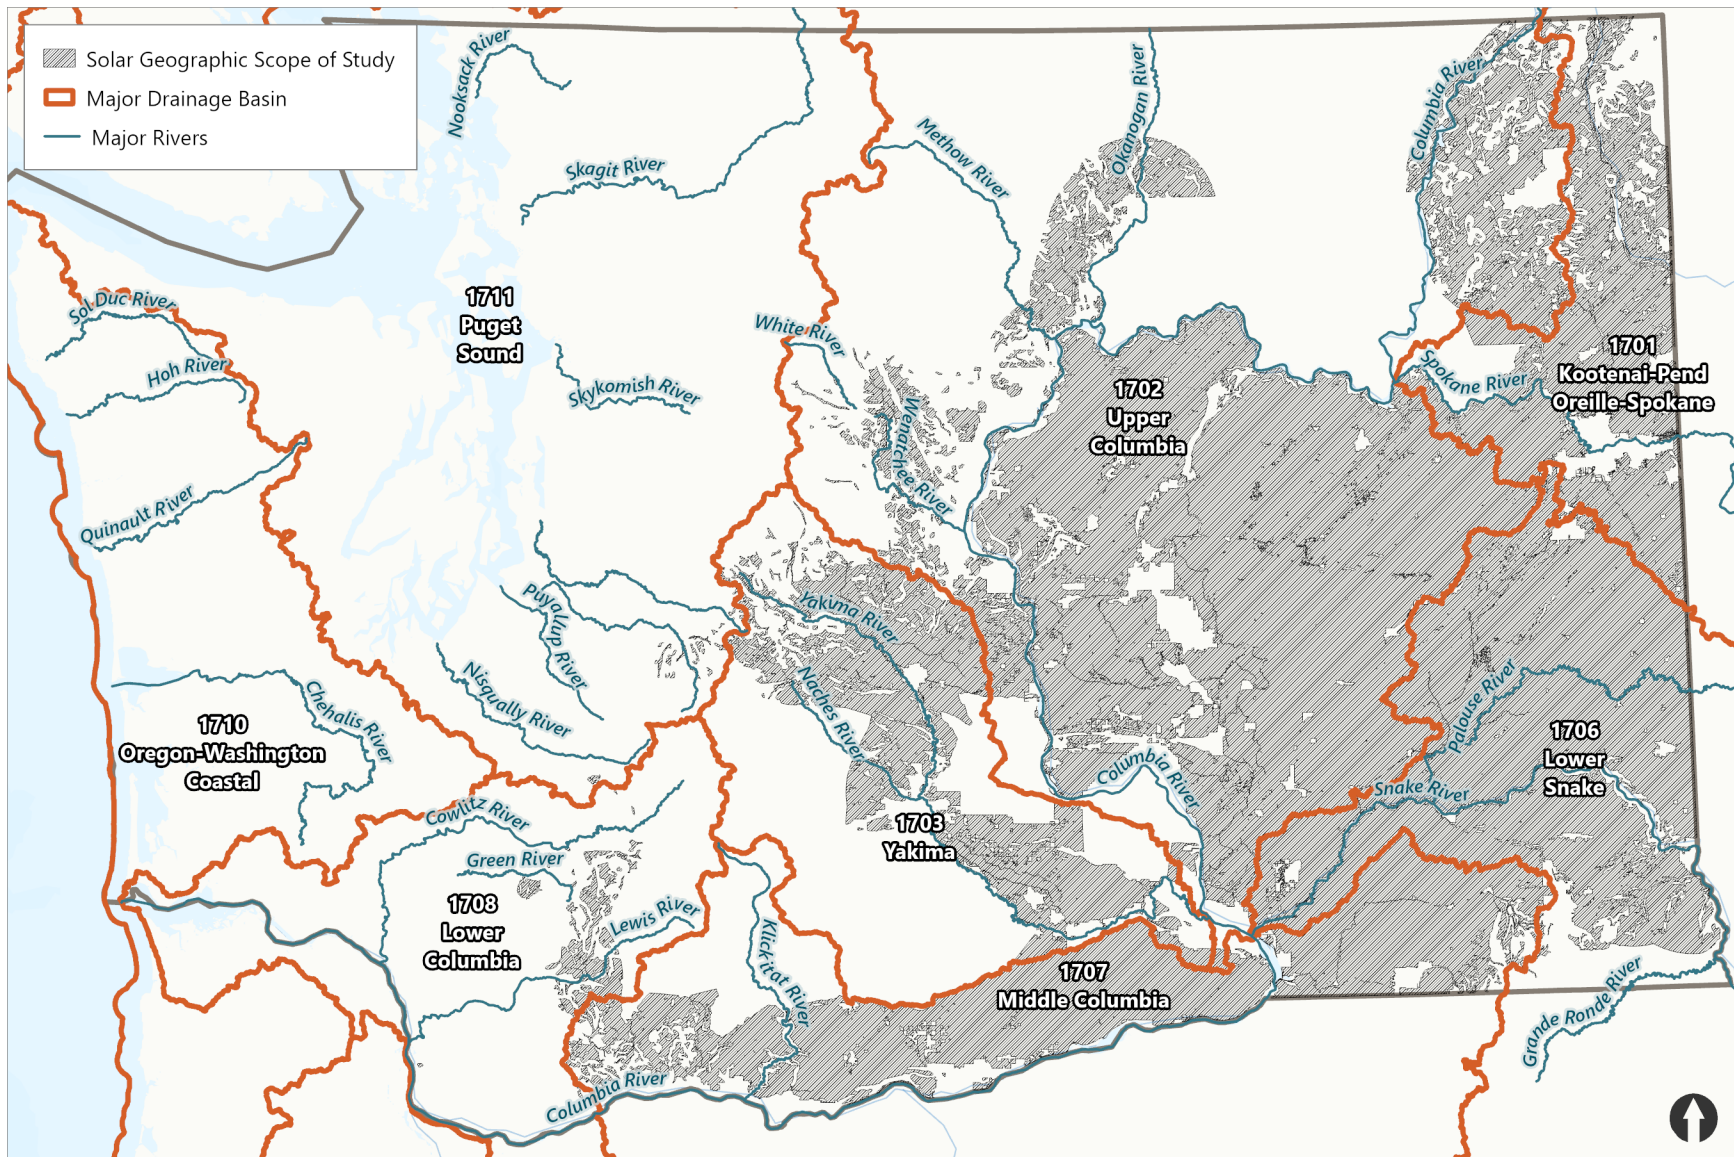 Solar Geographic Scope of Study
Major Drainage Basin
Major Rivers
Nooksack River
Skagit River
Methow River
Okanogan River
Columbia River
Sol Duc River
Hoh River
1711
Puget
Sound
White River
Skykomish River
Wenatchee River
1702
Upper
Columbia
Spokane River
1701
Kootenai-Pend
Oreille-Spokane
Quinault River
Puyallup River
Yakima River
Nisqually River
Naches River
Chehalis River
1710
Oregon-Washington
Coastal
Palouse River
1706
Lower
Snake
Snake River
Columbia River
Cowlitz River
1703
Yakima
Green River
1708
Lower
Columbia
Lewis River
Klickitat River
1707
Middle Columbia
Grande Ronde River
Columbia River